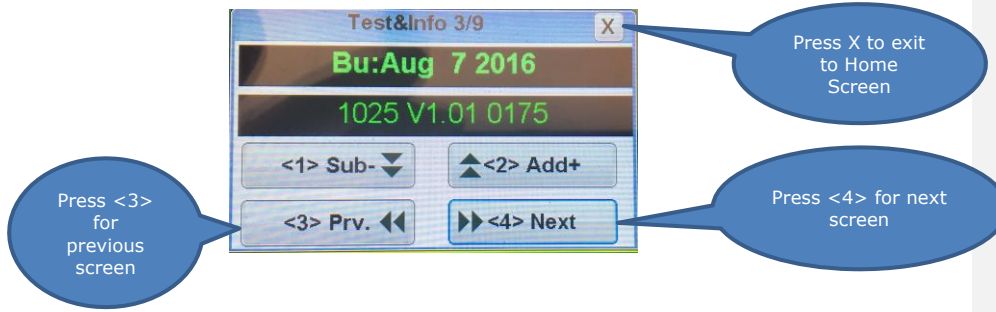 Test&Info 3/9
X
Bu:Aug 7 2016
1025 V1.01 0175
<1> Sub-
<2> Add+
<3> Prv.
<4> Next
Press X to exit
to Home
Screen
Press <3>
for
previous
screen
Press <4> for next
screen